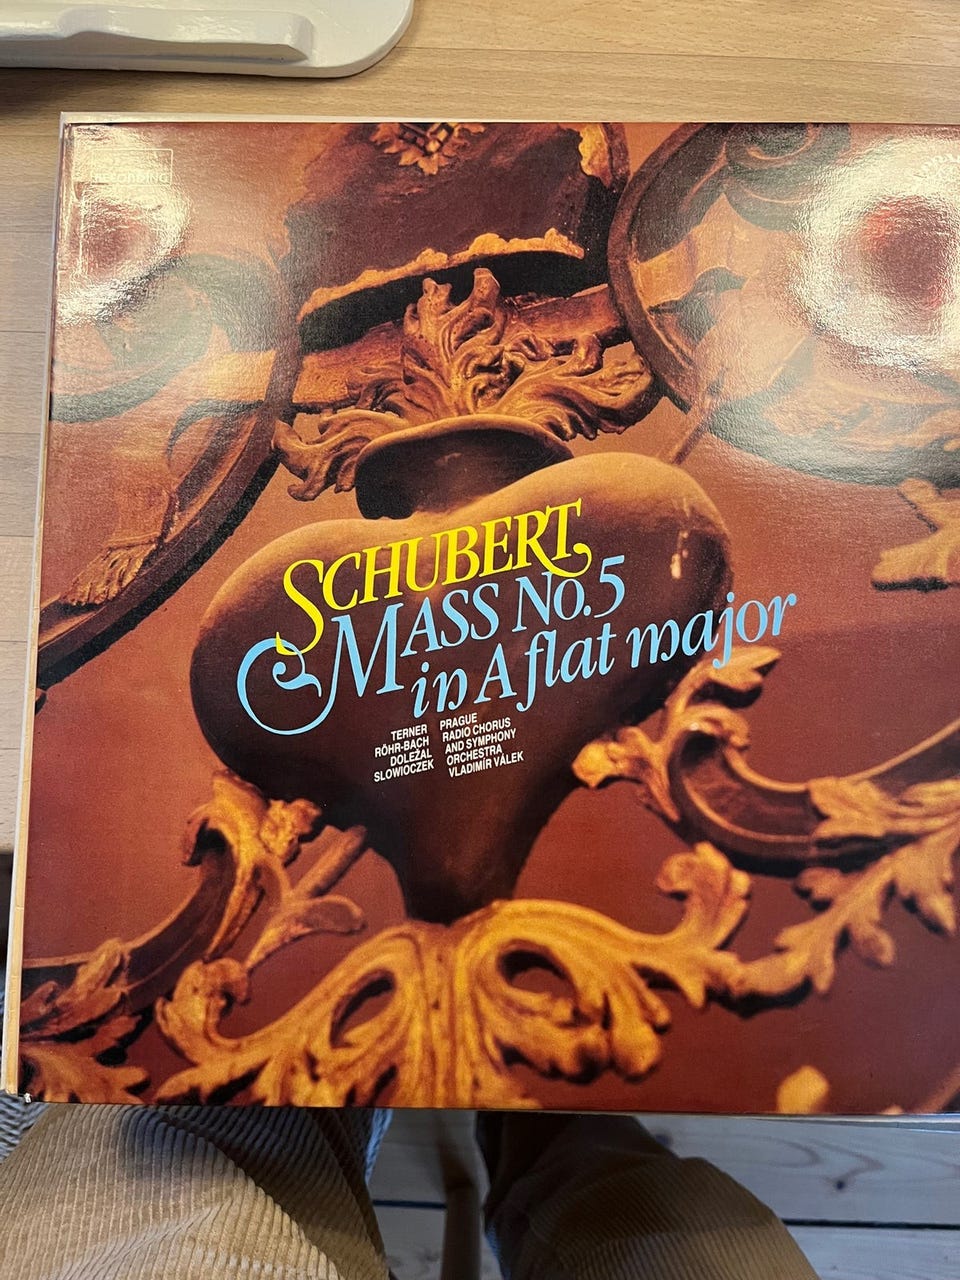 RECORDING
SCHUBERT
MASS No.5
in A flat major
TERNER
RÖHR-BACH
DOLEŽAL
SLOWIOCZEK
PRAGUE
RADIO CHORUS
AND SYMPHONY
ORCHESTRA
VLADIMÍR VÁLEK